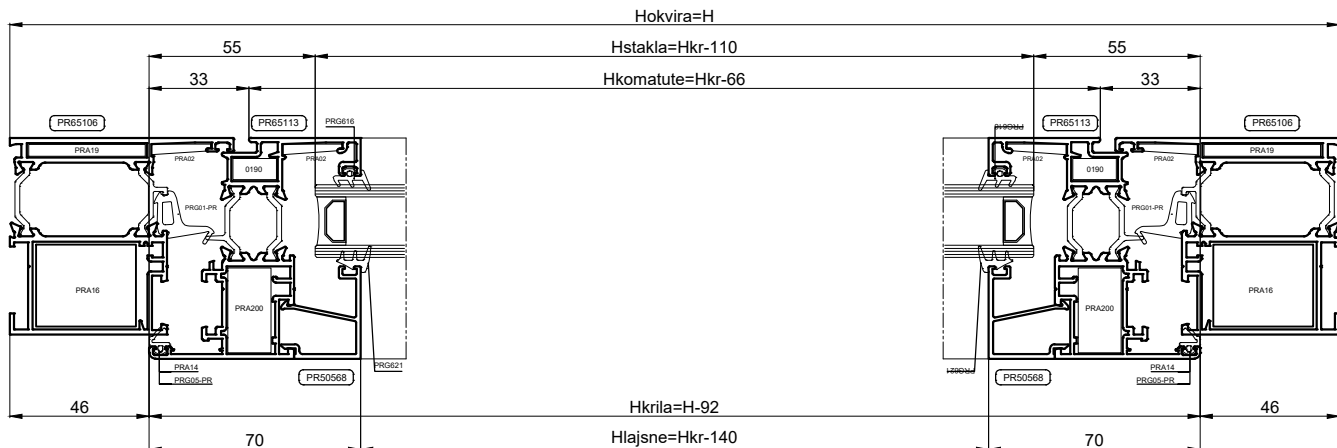 Hokvira=H
55 Hstakla=Hkr-110 55
33 Hkomatute=Hkr-66 33
PR65106 PR65113 PRG616 PRG616 PR65113 PR65106
PRA19 PRA02 PRA02 PRA02 PRA02 PRA19
0190 0190
PRG01-PR PRG01-PR
PRA16 PRA200 PRA200 PRA16
PRA14 PRG621 PRG621 PRA14
PRG05-PR PR50568 PR50568 PRG05-PR
46 Hkrila=H-92 46
70 Hlajsne=Hkr-140 70